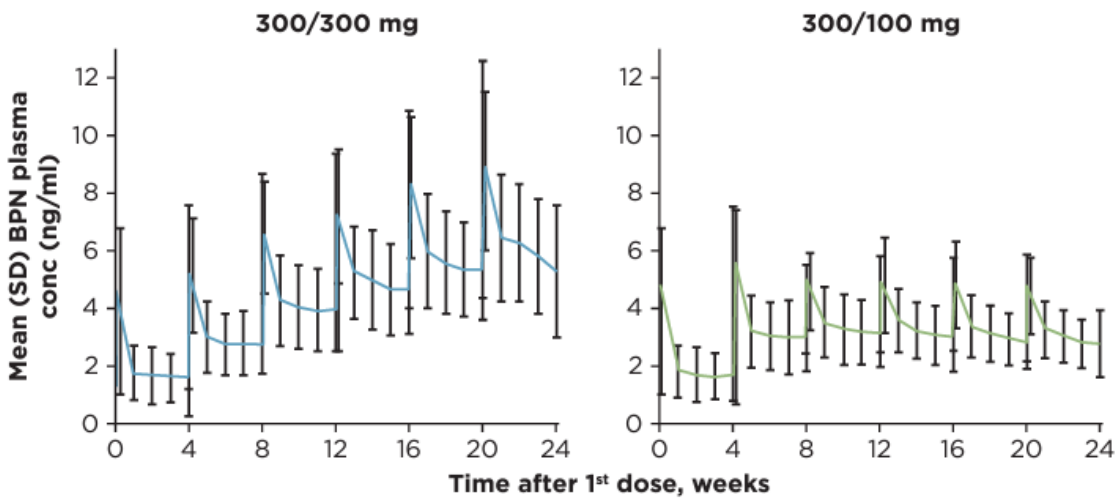 300/300 mg
300/100 mg
Mean (SD) BPN plasma
conc (ng/ml)
12
10
8
6
4
2
0
0 4 8 12 16 20 24
12
10
8
6
4
2
0
0 4 8 12 16 20 24
Time after 1st dose, weeks